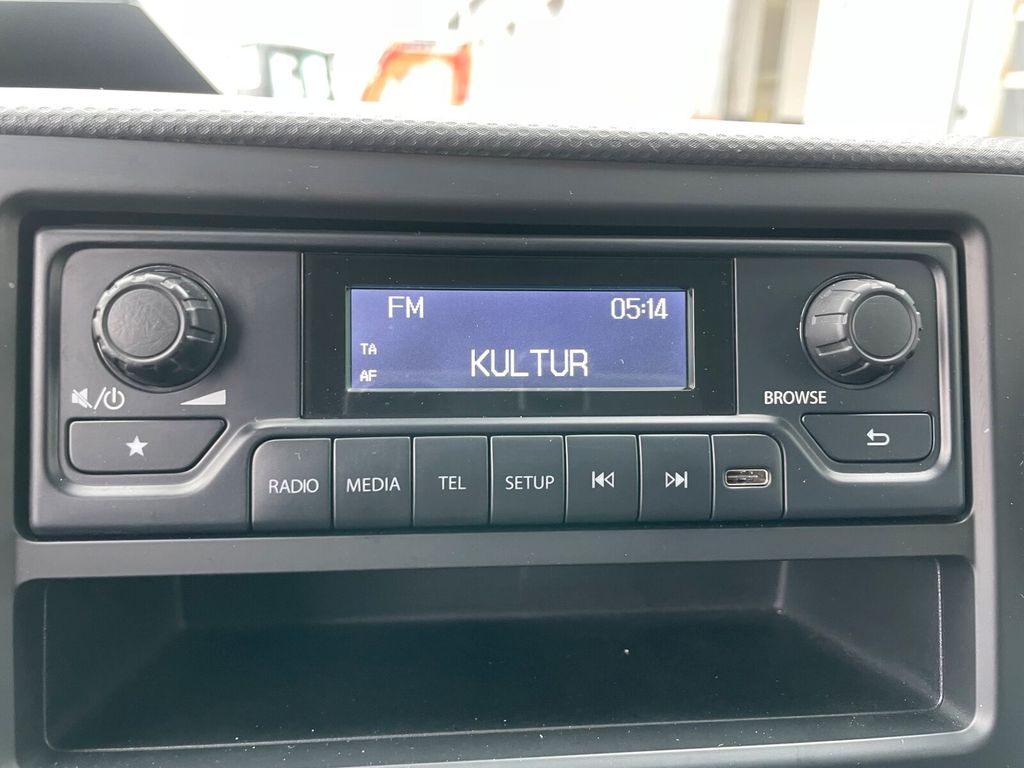 FM 05:14
TA
KULTUR
AF
BROWSE
RADIO MEDIA TEL SETUP